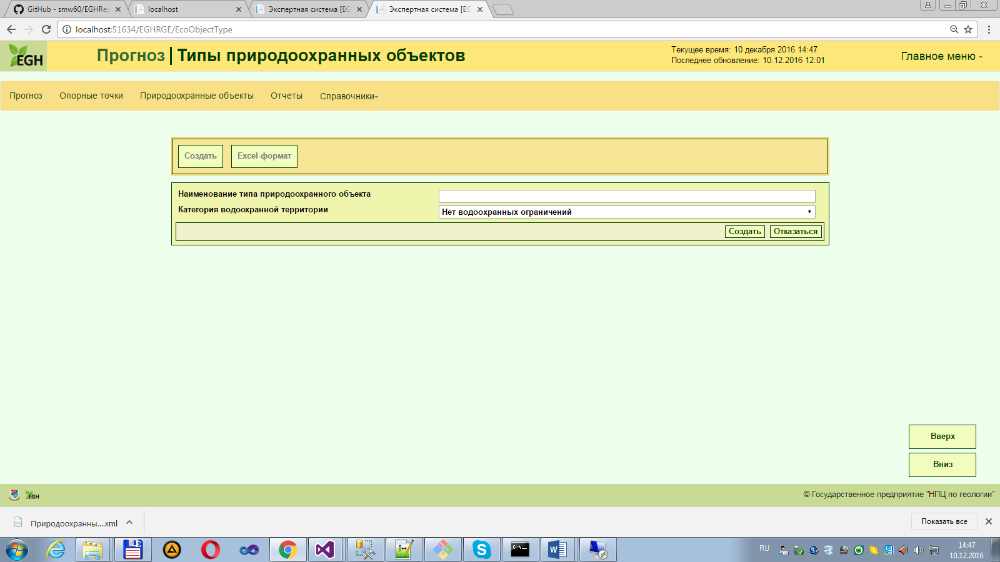 GitHub - smw60/EGHRep
localhost
Экспертная система [EG
Экспертная система [EG
localhost:51634/EGHRGE/EcoObjectType
EGH
Прогноз | Типы природоохранных объектов
Текущее время: 10 декабря 2016 14:47
Последнее обновление: 10.12.2016 12:01
Главное меню
Прогноз
Опорные точки
Природоохранные объекты
Отчеты
Справочники
Создать
Excel-формат
Наименование типа природоохранного объекта
Категория водоохранной территории
Нет водоохранных ограничений
Создать
Отказаться
Вверх
Вниз
EGH
© Государственное предприятие "НПЦ по геологии"
Природоохранны....xml
Показать все
RU
14:47
10.12.2016